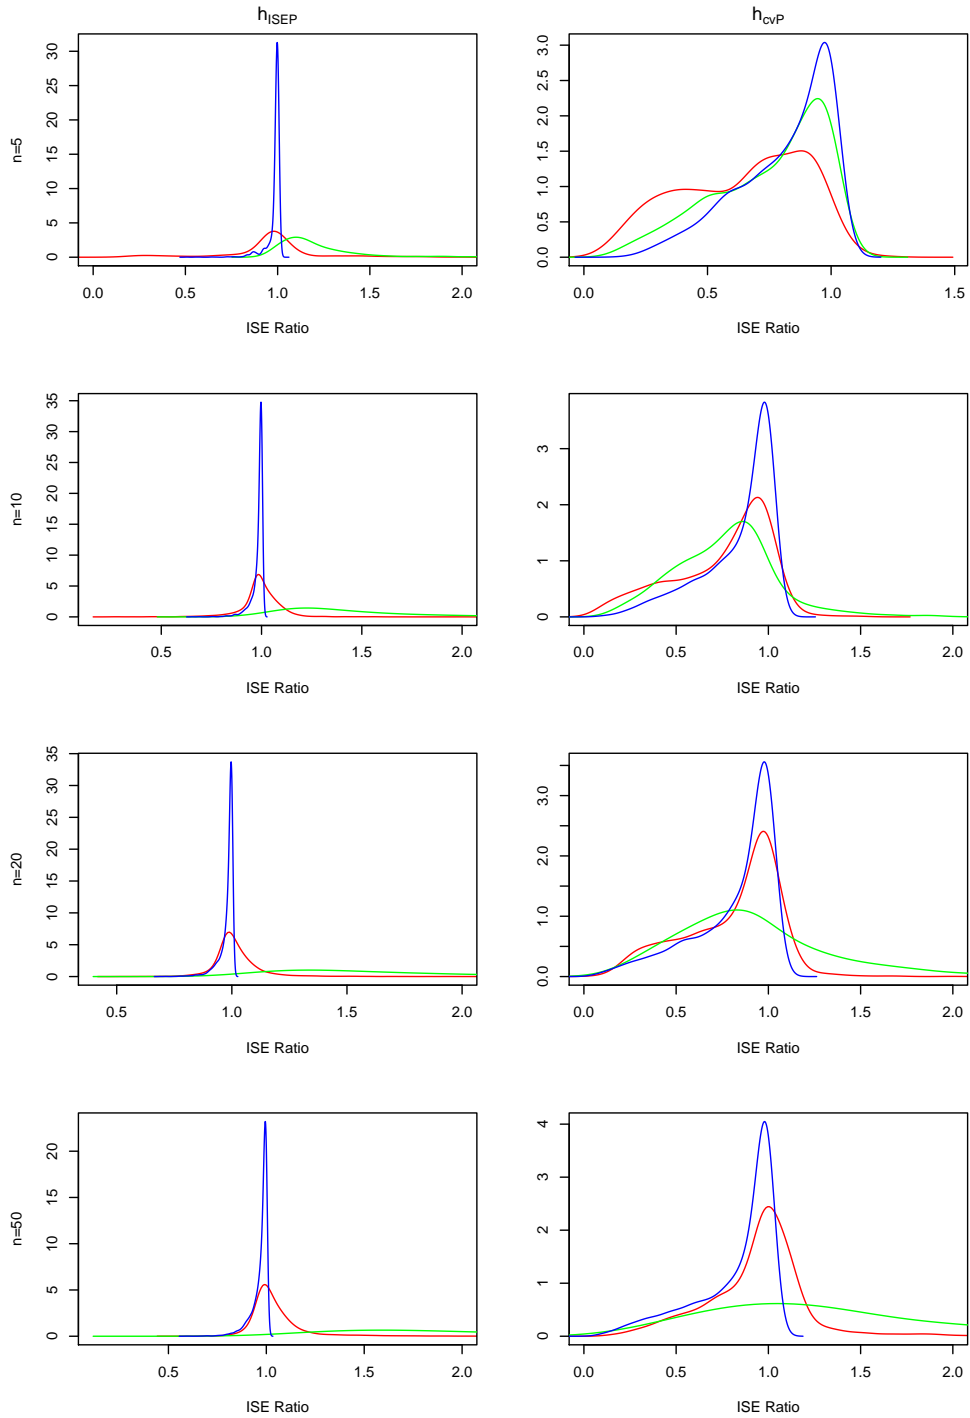 h_ISEP
h_cvP
n=5
0 5 10 15 20 25 30
0.0 0.5 1.0 1.5 2.0
ISE Ratio
0.0 0.5 1.0 1.5 2.0 2.5 3.0
0.0 0.5 1.0 1.5
ISE Ratio
n=10
0 5 10 15 20 25 30 35
0.5 1.0 1.5 2.0
ISE Ratio
0 1 2 3
0.0 0.5 1.0 1.5 2.0
ISE Ratio
n=20
0 5 10 15 20 25 30 35
0.5 1.0 1.5 2.0
ISE Ratio
0.0 1.0 2.0 3.0
0.0 0.5 1.0 1.5 2.0
ISE Ratio
n=50
0 5 10 15 20
0.5 1.0 1.5 2.0
ISE Ratio
0 1 2 3 4
0.0 0.5 1.0 1.5 2.0
ISE Ratio